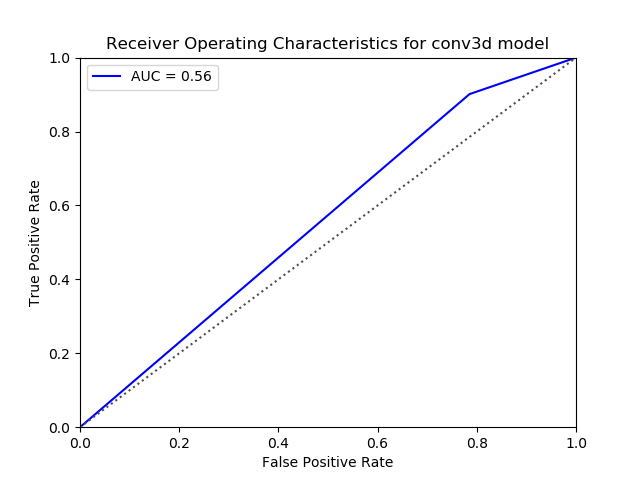 Receiver Operating Characteristics for conv3d model
AUC = 0.56
True Positive Rate
1.0
0.8
0.6
0.4
0.2
0.0
0.0 0.2 0.4 0.6 0.8 1.0
False Positive Rate